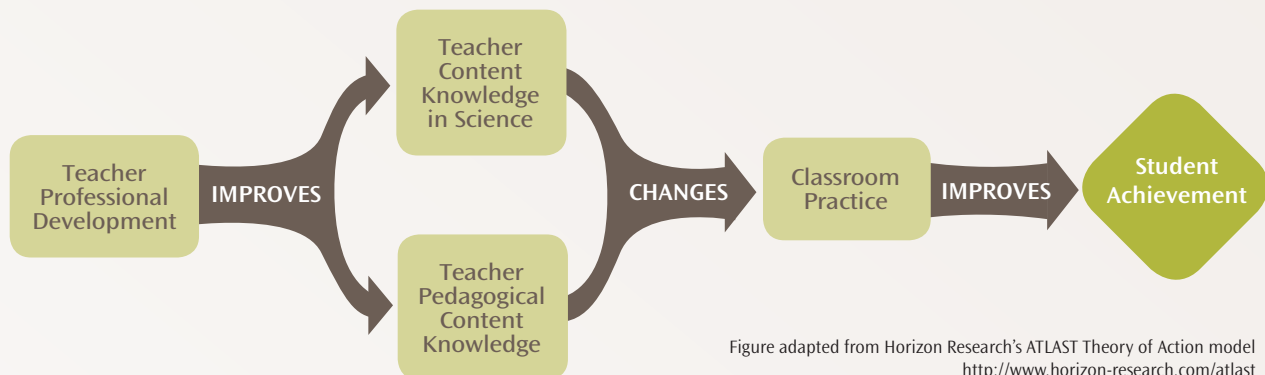 Teacher
Professional
Development
IMPROVES
Teacher
Content
Knowledge
in Science
Teacher
Pedagogical
Content
Knowledge
CHANGES
Classroom
Practice
IMPROVES
Student
Achievement
Figure adapted from Horizon Research's ATLAST Theory of Action model
http://www.horizon-research.com/atlast